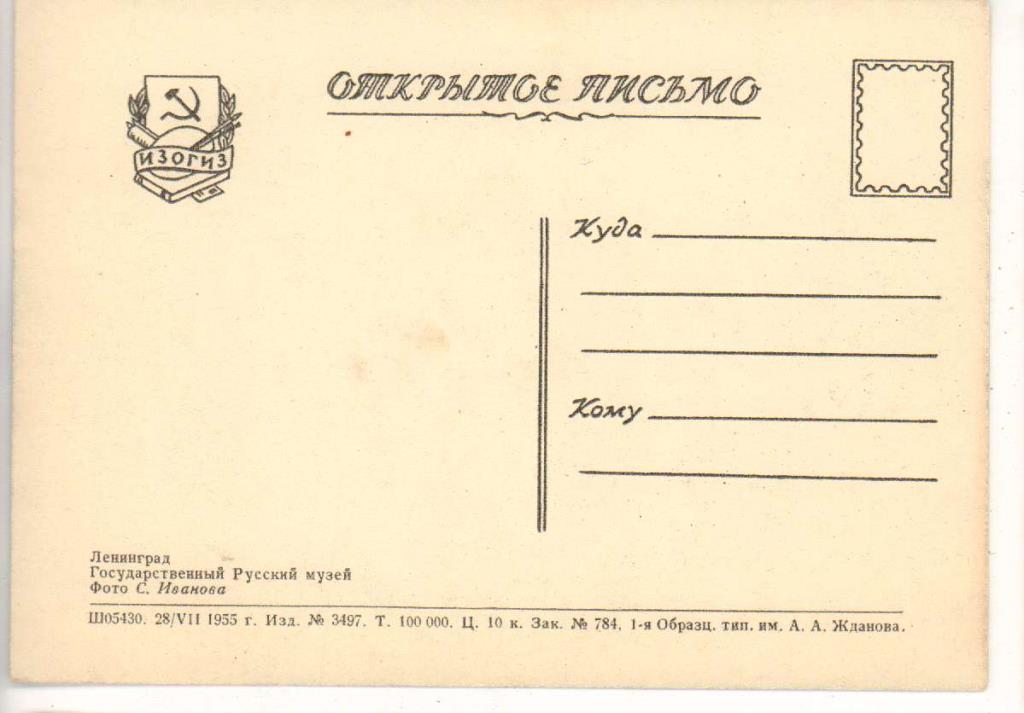 ОТКРЫТОЕ ПИСЬМО
ИЗОГИЗ
Куда
Кому
Ленинград
Государственный Русский музей
Фото С. Иванова
Ш05430. 28/VII 1955 г. Изд. № 3497. Т. 100 000. Ц. 10 к. Зак. № 784, 1-я Образц. тип. им. А. А. Жданова.